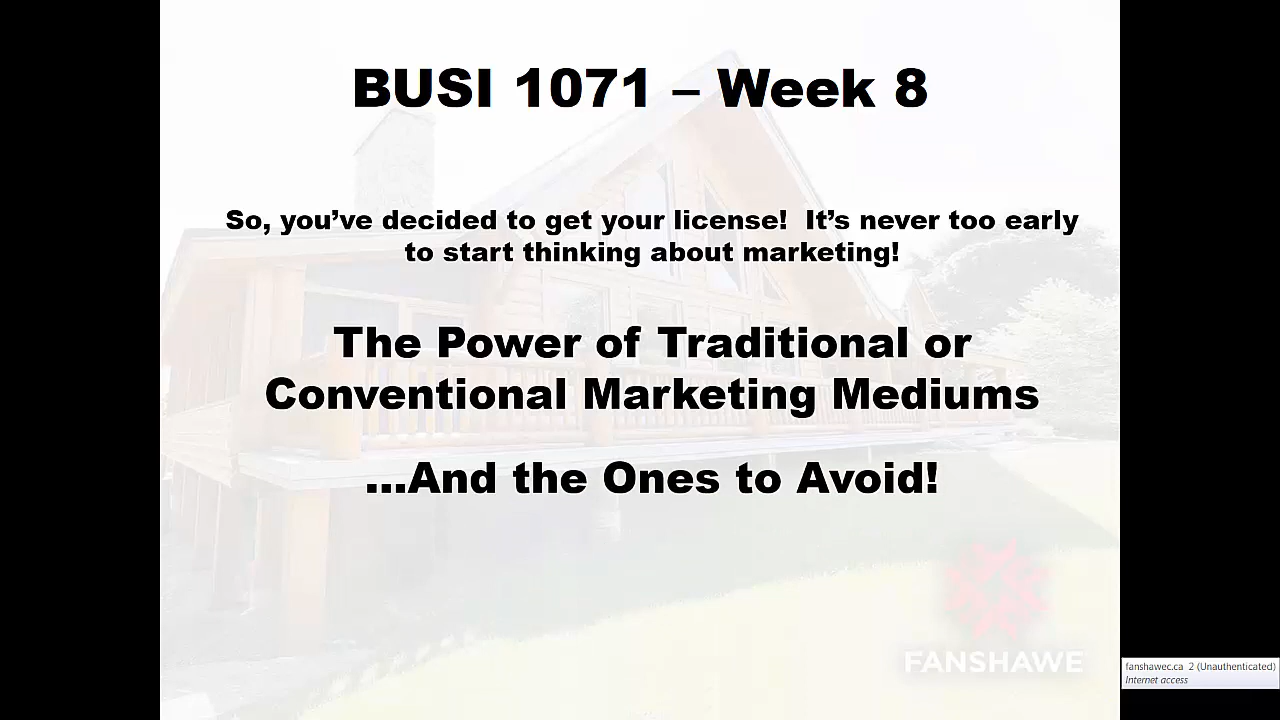 BUSI 1071 – Week 8
So, you’ve decided to get your license!  It’s never too early
to start thinking about marketing!
The Power of Traditional or
Conventional Marketing Mediums
…And the Ones to Avoid!
FANSHAWE
fanshawec.ca  2 (Unauthenticated)
Internet access